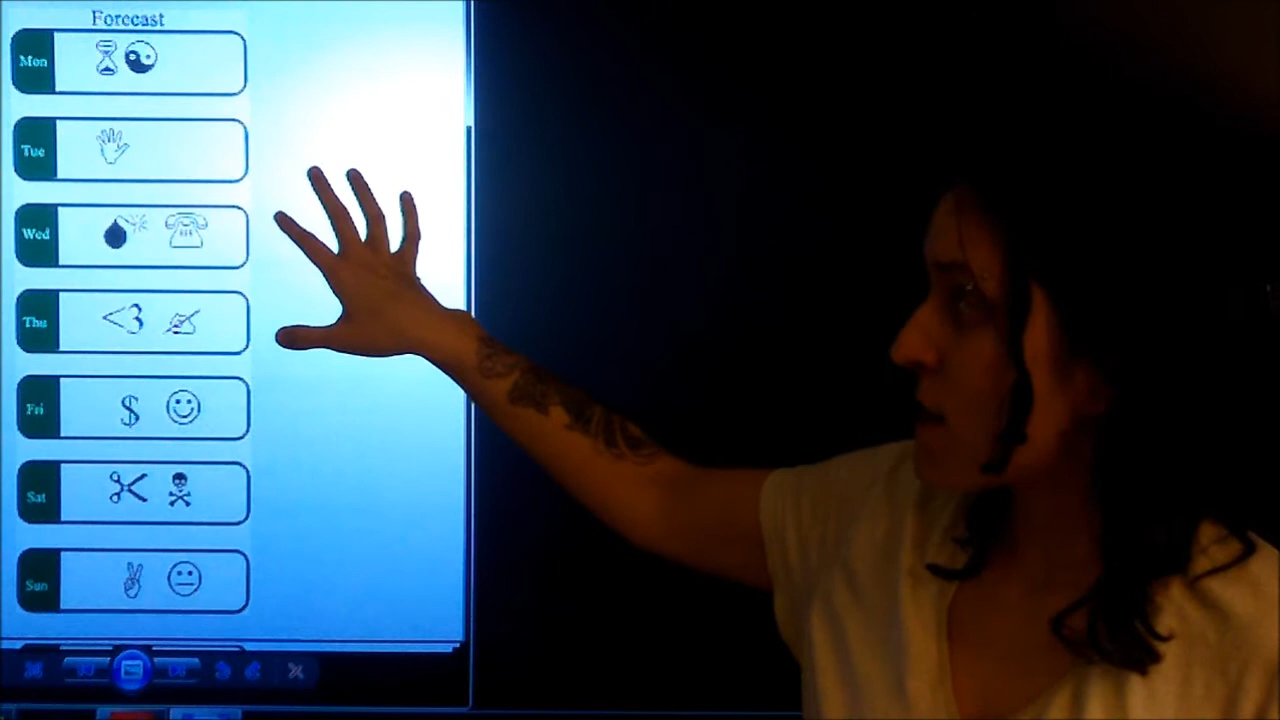 Forecast
Mon
Tue
Wed
Thu <3
Fri $
Sat
Sun